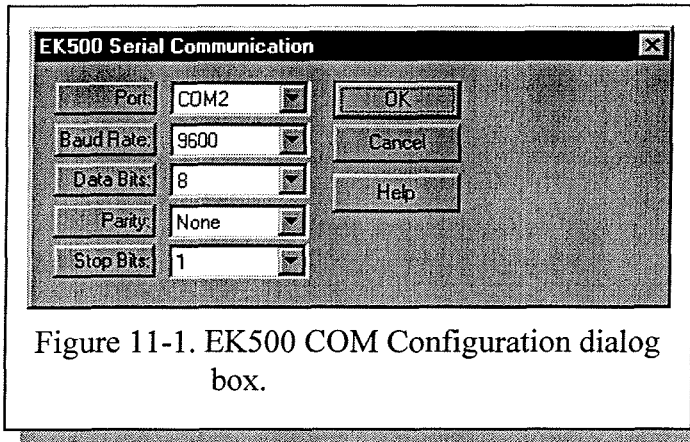 EK500 Serial Communication
Port: COM2 OK
Baud Rate: 9600 Cancel
Data Bits: 8 Help
Parity: None
Stop Bits: 1
Figure 11-1. EK500 COM Configuration dialog
box.